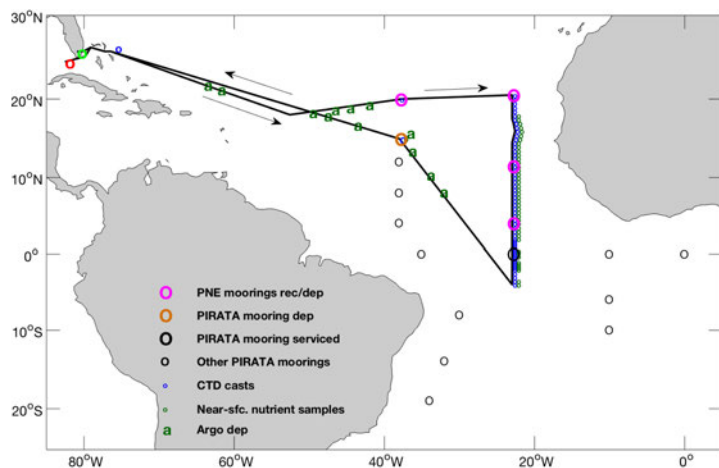 30°N
20°N
10°N
0°
10°S
20°S
80°W
60°W
40°W
20°W
0°
a a
a a a a a
a
a
a
a
a
O PNE moorings rec/dep
O PIRATA mooring dep
O PIRATA mooring serviced
O Other PIRATA moorings
o CTD casts
o Near-sfc. nutrient samples
a Argo dep